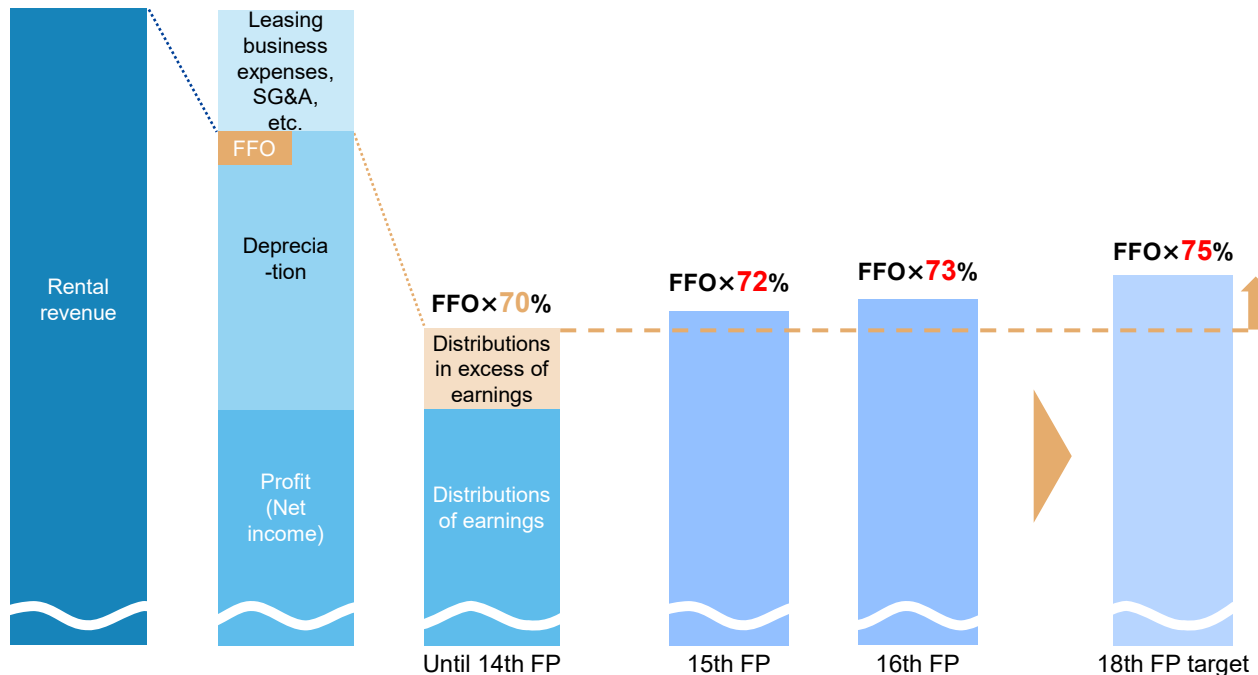 Rental
revenue
Leasing
business
expenses,
SG&A,
etc.
FFO
Deprecia
-tion
Profit
(Net
income)
FFO×70%
Distributions
in excess of
earnings
Distributions
of earnings
Until 14th FP
FFO×72%
15th FP
FFO×73%
16th FP
FFO×75%
18th FP target